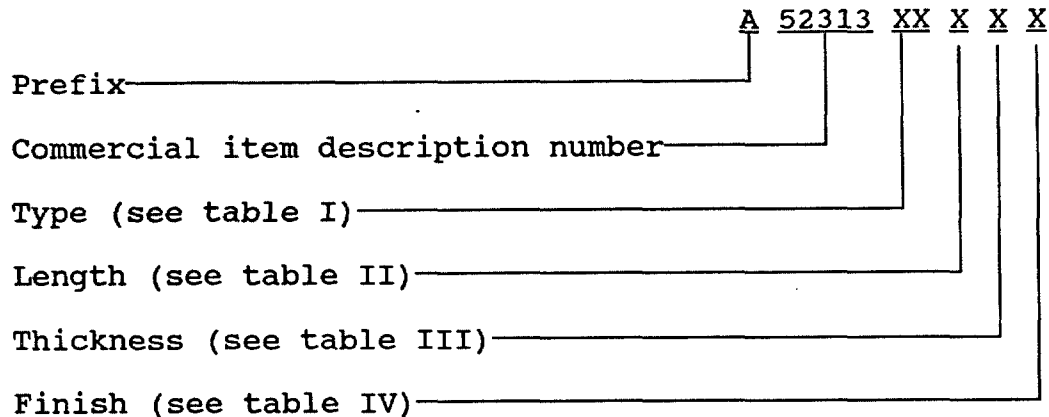 A 52313 XX X X X
Prefix
Commercial item description number
Type (see table I)
Length (see table II)
Thickness (see table III)
Finish (see table IV)